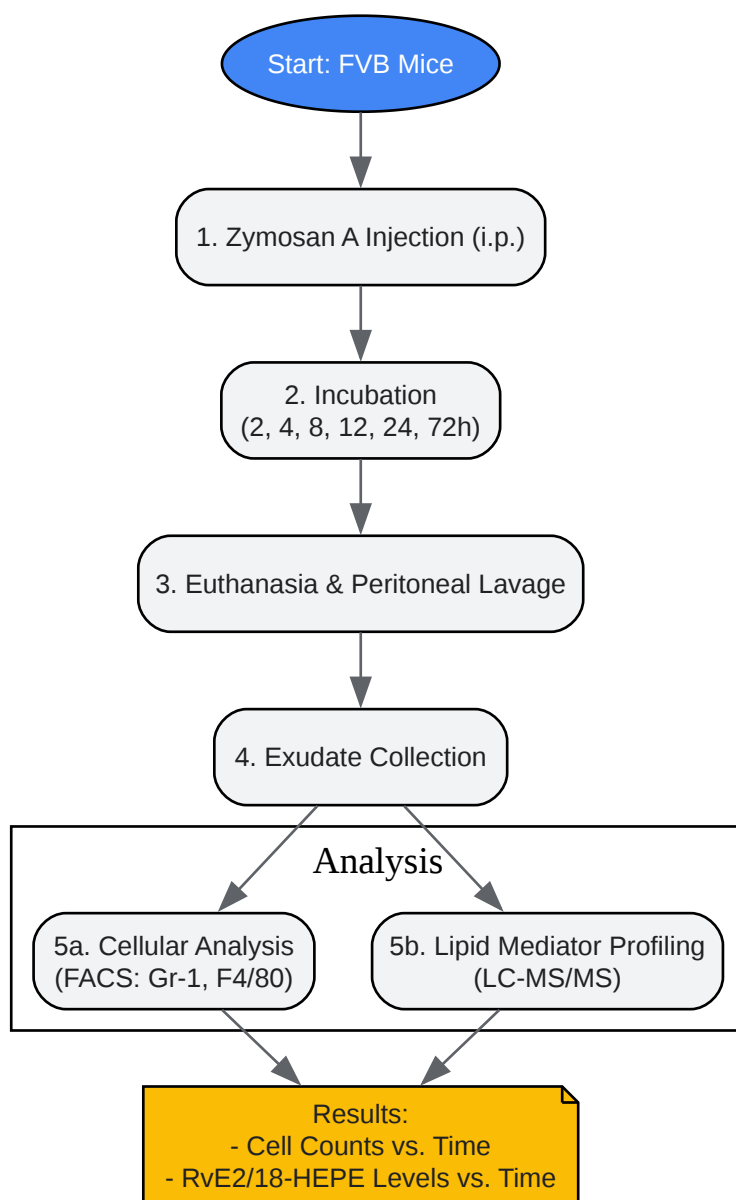 Start: FVB Mice
1. Zymosan A Injection (i.p.)
2. Incubation
(2, 4, 8, 12, 24, 72h)
3. Euthanasia & Peritoneal Lavage
4. Exudate Collection
Analysis
5a. Cellular Analysis
(FACS: Gr-1, F4/80)
5b. Lipid Mediator Profiling
(LC-MS/MS)
Results:
- Cell Counts vs. Time
- RvE2/18-HEPE Levels vs. Time